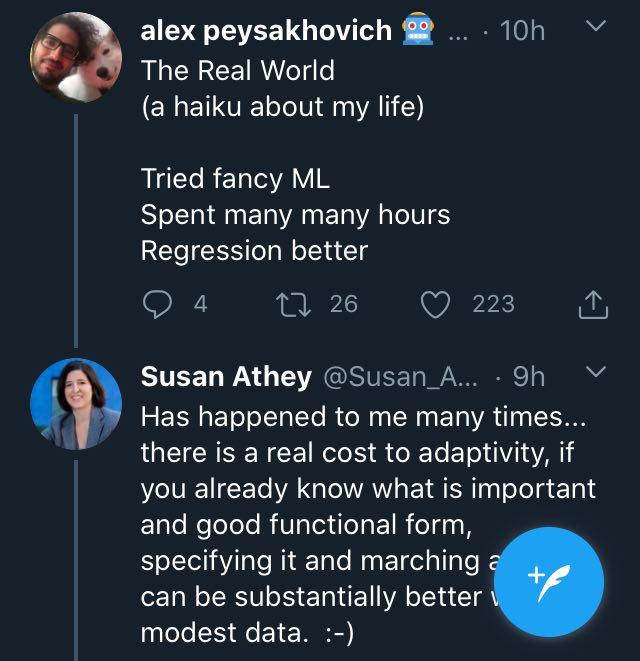 alex peysakhovich 🤖 ... · 10h
The Real World
(a haiku about my life)
Tried fancy ML
Spent many many hours
Regression better
4 26 223
Susan Athey @Susan_A... · 9h
Has happened to me many times...
there is a real cost to adaptivity, if
you already know what is important
and good functional form,
specifying it and marching
can be substantially better
modest data. :-)